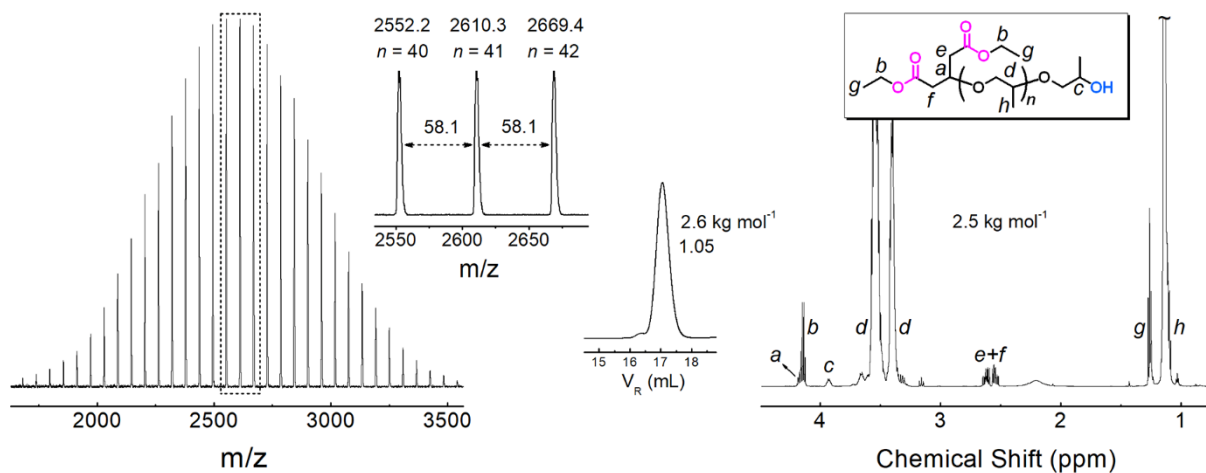 2552.2 2610.3 2669.4
n = 40 n = 41 n = 42
58.1 58.1
2550 2600 2650
m/z
2000 2500 3000 3500
m/z
2.6 kg mol⁻¹
1.05
15 16 17 18
V_R (mL)
~
O
O b g
e
O
g b O a ( O d ) n O c OH
f h
2.5 kg mol⁻¹
a b c d d e+f g h
4 3 2 1
Chemical Shift (ppm)